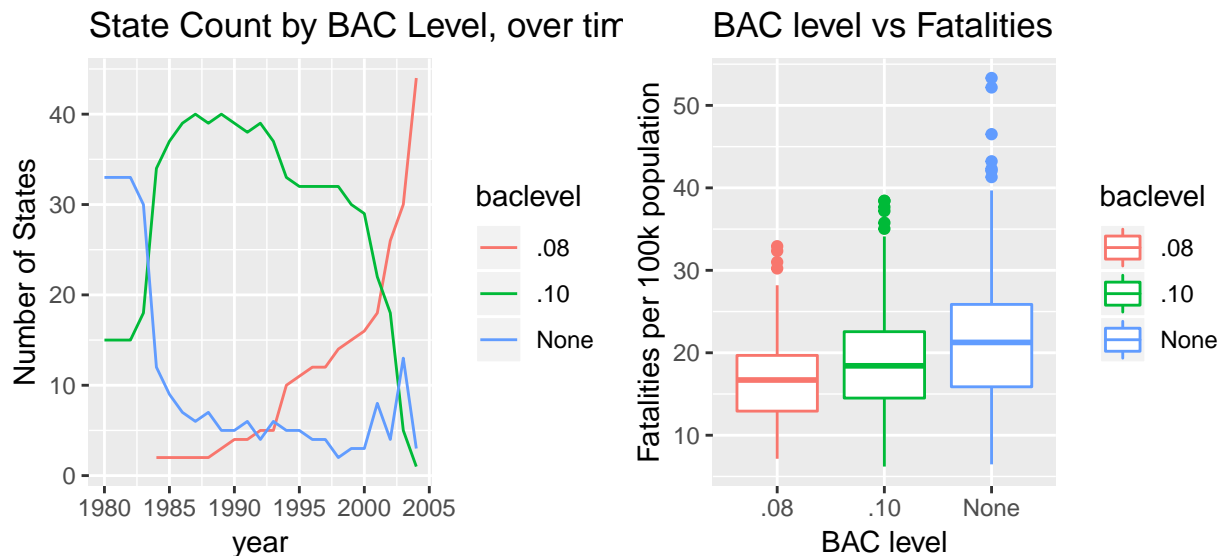 State Count by BAC Level, over tim
Number of States
40
30
20
10
0
1980 1985 1990 1995 2000 2005
year
baclevel
.08
.10
None
BAC level vs Fatalities
Fatalities per 100k population
50
40
30
20
10
.08 .10 None
BAC level
baclevel
.08
.10
None